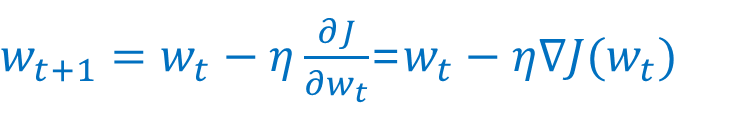 w_{t+1} = w_t − η ∂J/∂w_t =w_t − η∇J(w_t)